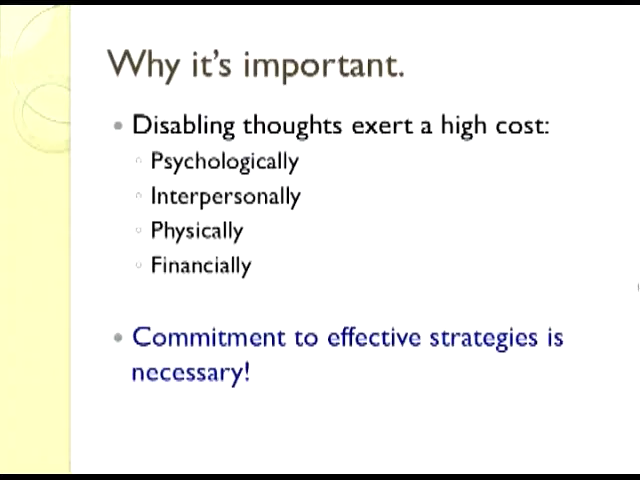 Why it's important.
Disabling thoughts exert a high cost:
Psychologically
Interpersonally
Physically
Financially
Commitment to effective strategies is
necessary!